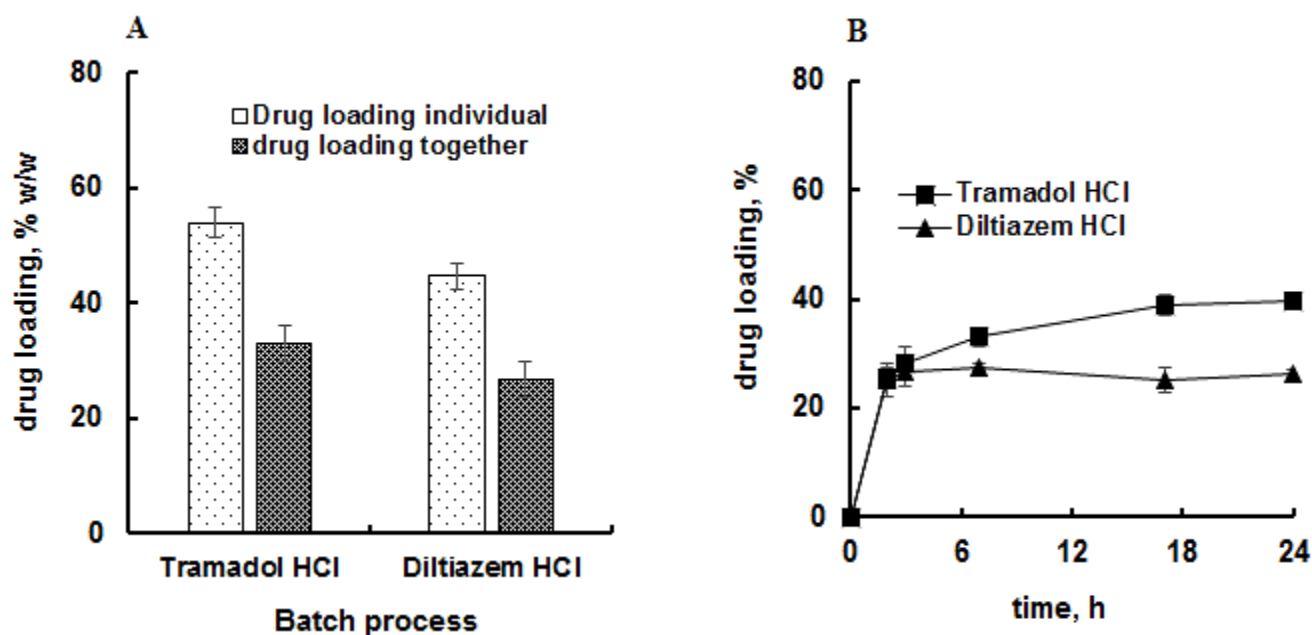 A
80
60
40
20
0
drug loading, % w/w
Drug loading individual
drug loading together
Tramadol HCl
Diltiazem HCl
Batch process
B
80
60
40
20
0
drug loading, %
Tramadol HCl
Diltiazem HCl
0
6
12
18
24
time, h